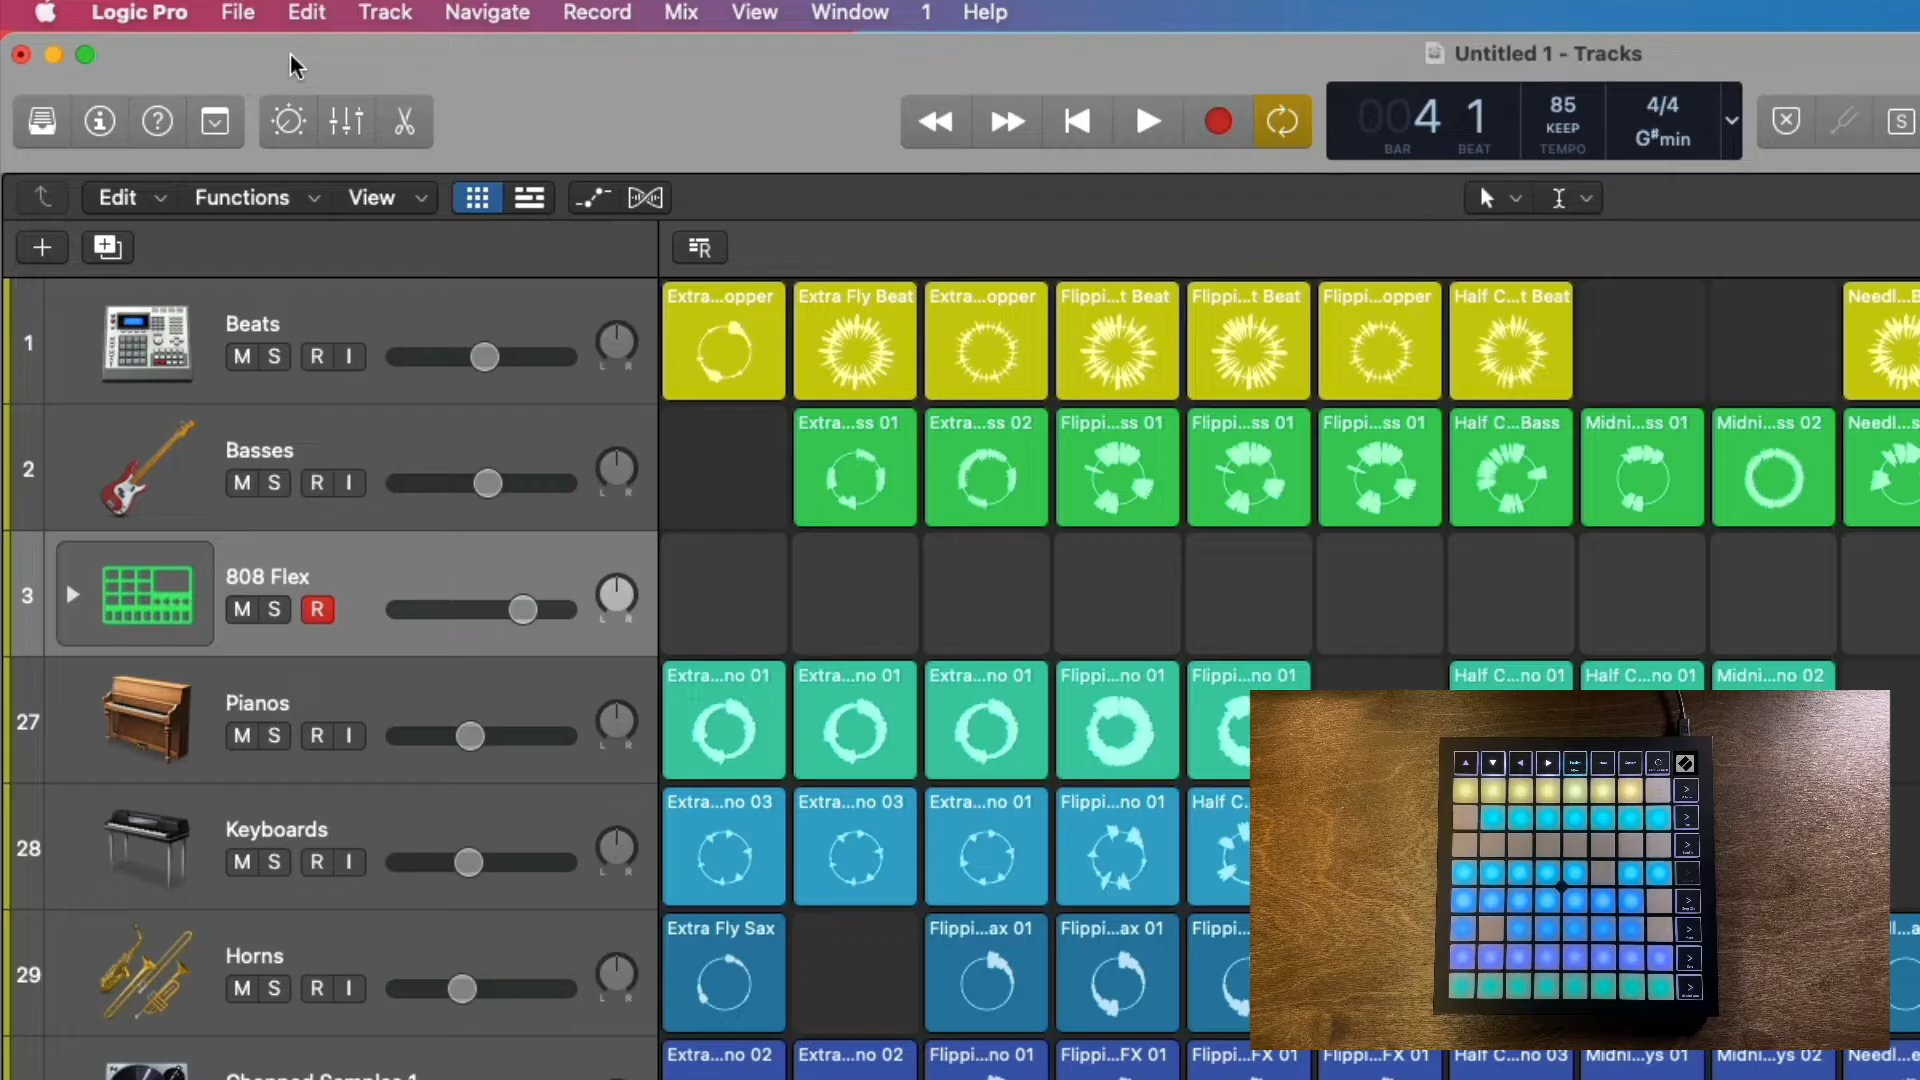 Logic Pro File Edit Track Navigate Record Mix View Window 1 Help
Untitled 1 - Tracks
004 1 85 KEEP 4/4 G#min
BAR BEAT TEMPO
S
Edit Functions View
R
Extra...opper Extra Fly Beat Extra...opper Flippi...t Beat Flippi...t Beat Flippi...opper Half C...t Beat
1 Beats
M S R I L R
Extra...ss 01 Extra...ss 02 Flippi...ss 01 Flippi...ss 01 Flippi...ss 01 Half C...Bass Midni...ss 01 Midni...ss 02
2 Basses
M S R I L R
3 808 Flex
M S R L R
Extra...no 01 Extra...no 01 Extra...no 01 Flippi...no 01 Flippi...no 01 Half C...no 01 Half C...no 01 Midni...no 02
27 Pianos
M S R I L R
Extra...no 03 Extra...no 03 Extra...no 01 Flippi...no 01 Half C
28 Keyboards
M S R I L R
Extra Fly Sax Flippi...ax 01 Flippi...ax 01 Flippi
29 Horns
M S R I L R
Extra...no 02 Extra...no 02 Flippi...no 01 Flippi...FX 01 Flippi...FX 01 Flippi...FX 01 Half C...no 03 Midni...ys 01 Midni...ys 02
Chopped Samples 1